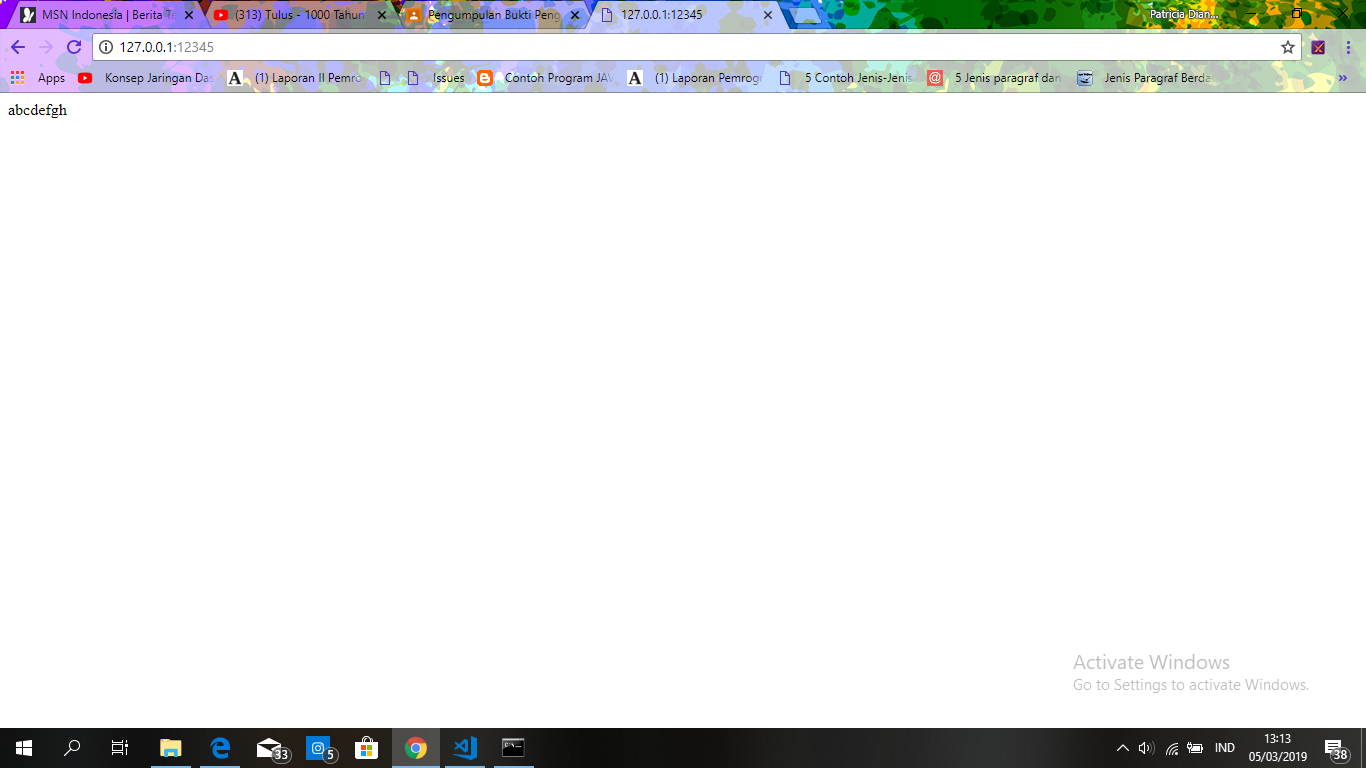 MSN Indonesia | Berita Te (313) Tulus - 1000 Tahun Pengumpulan Bukti Peng 127.0.0.1:12345 Patricia Dian...
127.0.0.1:12345
Apps Konsep Jaringan Das (1) Laporan II Pemro Issues Contoh Program JAV A (1) Laporan Pemrogr 5 Contoh Jenis-Jenis 5 Jenis paragraf dan Jenis Paragraf Berda »
abcdefgh
Activate Windows
Go to Settings to activate Windows.
33 5 IND 13:13
05/03/2019 38